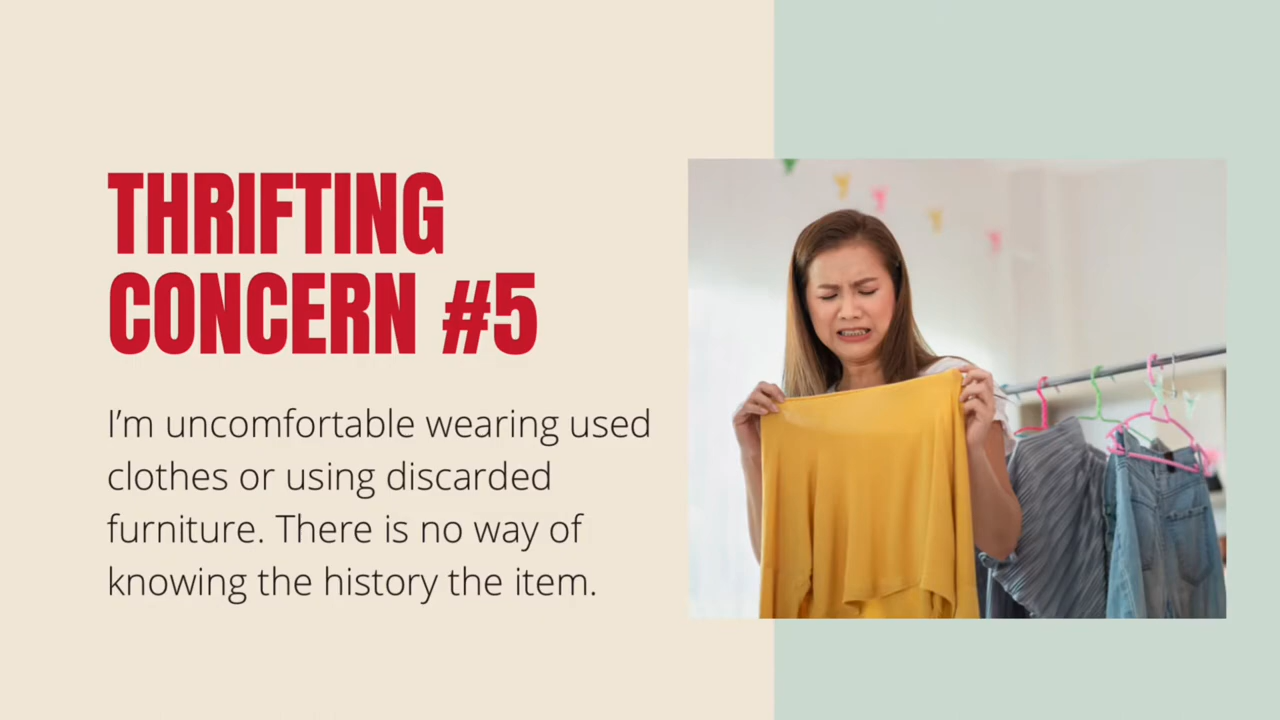 THRIFTING
CONCERN #5
I'm uncomfortable wearing used
clothes or using discarded
furniture. There is no way of
knowing the history the item.